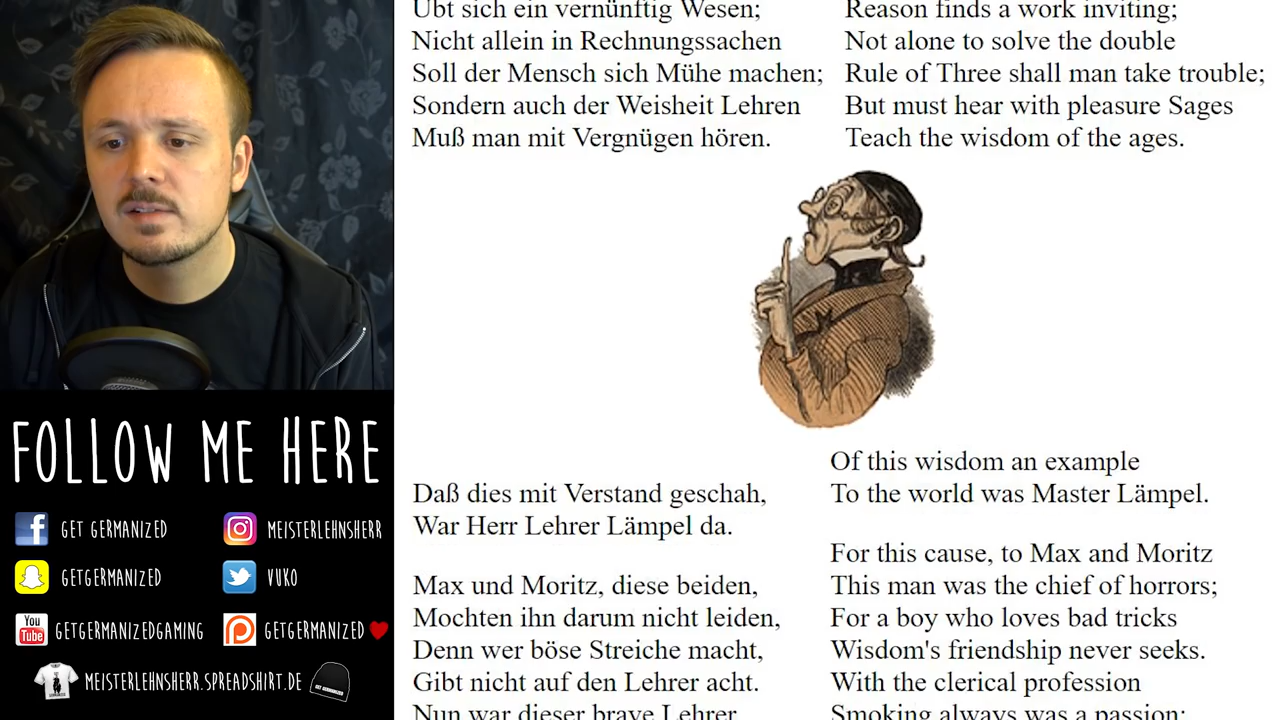 FOLLOW ME HERE
GET GERMANIZED
MEISTERLEHNSHERR
GETGERMANIZED
VUKO
You
Tube
GETGERMANIZEDGAMING
GETGERMANIZED
MEISTERLEHNSHERR.SPREADSHIRT.DE
GET GERMANIZED
Übt sich ein vernünftig Wesen;
Nicht allein in Rechnungssachen
Soll der Mensch sich Mühe machen;
Sondern auch der Weisheit Lehren
Muß man mit Vergnügen hören.
Daß dies mit Verstand geschah,
War Herr Lehrer Lämpel da.
Max und Moritz, diese beiden,
Mochten ihn darum nicht leiden,
Denn wer böse Streiche macht,
Gibt nicht auf den Lehrer acht.
Nun war dieser brave Lehrer
Reason finds a work inviting;
Not alone to solve the double
Rule of Three shall man take trouble;
But must hear with pleasure Sages
Teach the wisdom of the ages.
Of this wisdom an example
To the world was Master Lämpel.
For this cause, to Max and Moritz
This man was the chief of horrors;
For a boy who loves bad tricks
Wisdom's friendship never seeks.
With the clerical profession
Smoking always was a passion;